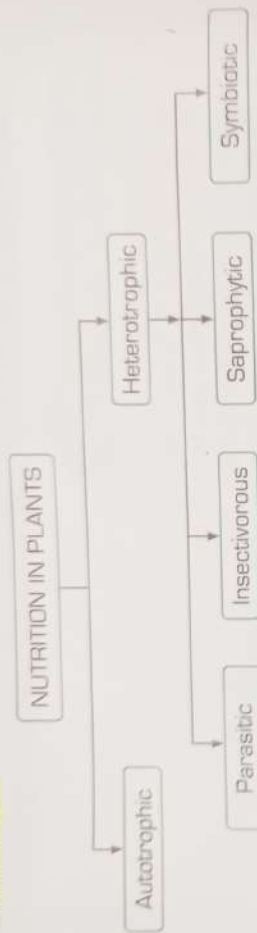 NUTRITION IN PLANTS
Autotrophic
Heterotrophic
Parasitic
Insectivorous
Saprophytic
Symbiotic